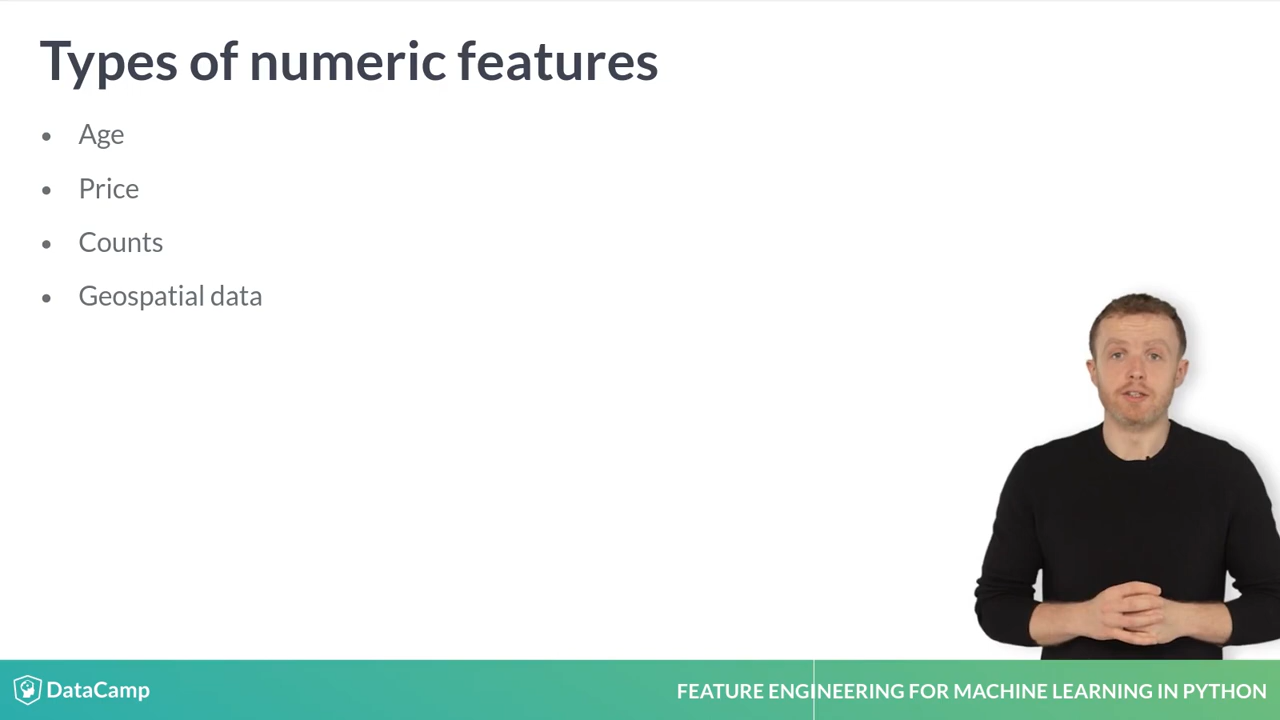 Types of numeric features
• Age
• Price
• Counts
• Geospatial data
DataCamp
FEATURE ENGINEERING FOR MACHINE LEARNING IN PYTHON